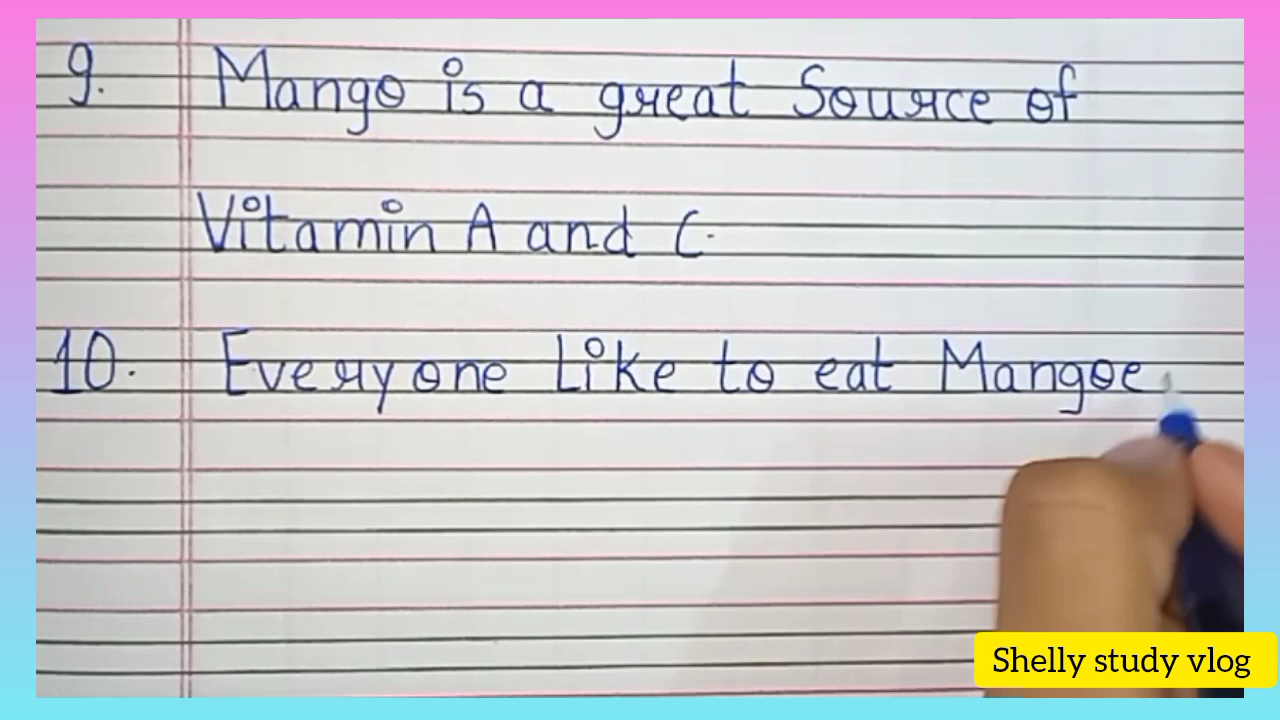 9. Mango is a great Source of
Vitamin A and C.
10. Everyone Like to eat Mangoe
Shelly study vlog